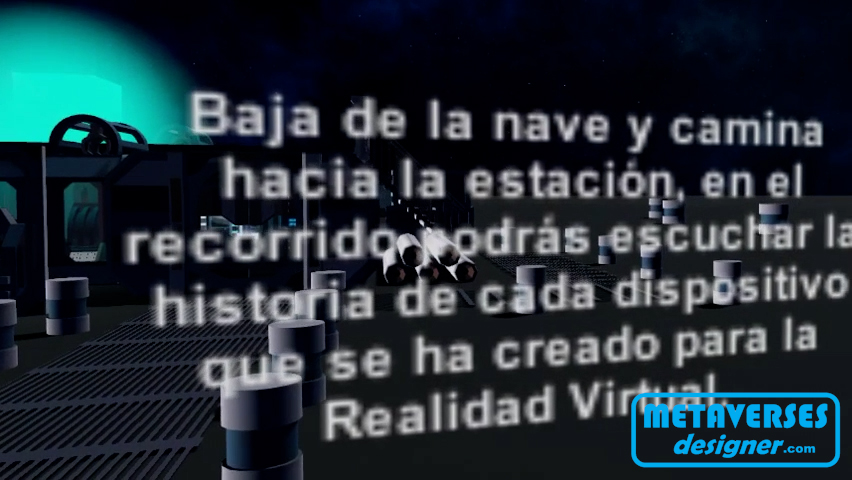 Baja de la nave y camina
hacia la estación, en el
recorrido podrás escuchar la
historia de cada dispositivo
que se ha creado para la
Realidad Virtual.
METAVERSES
designer.com